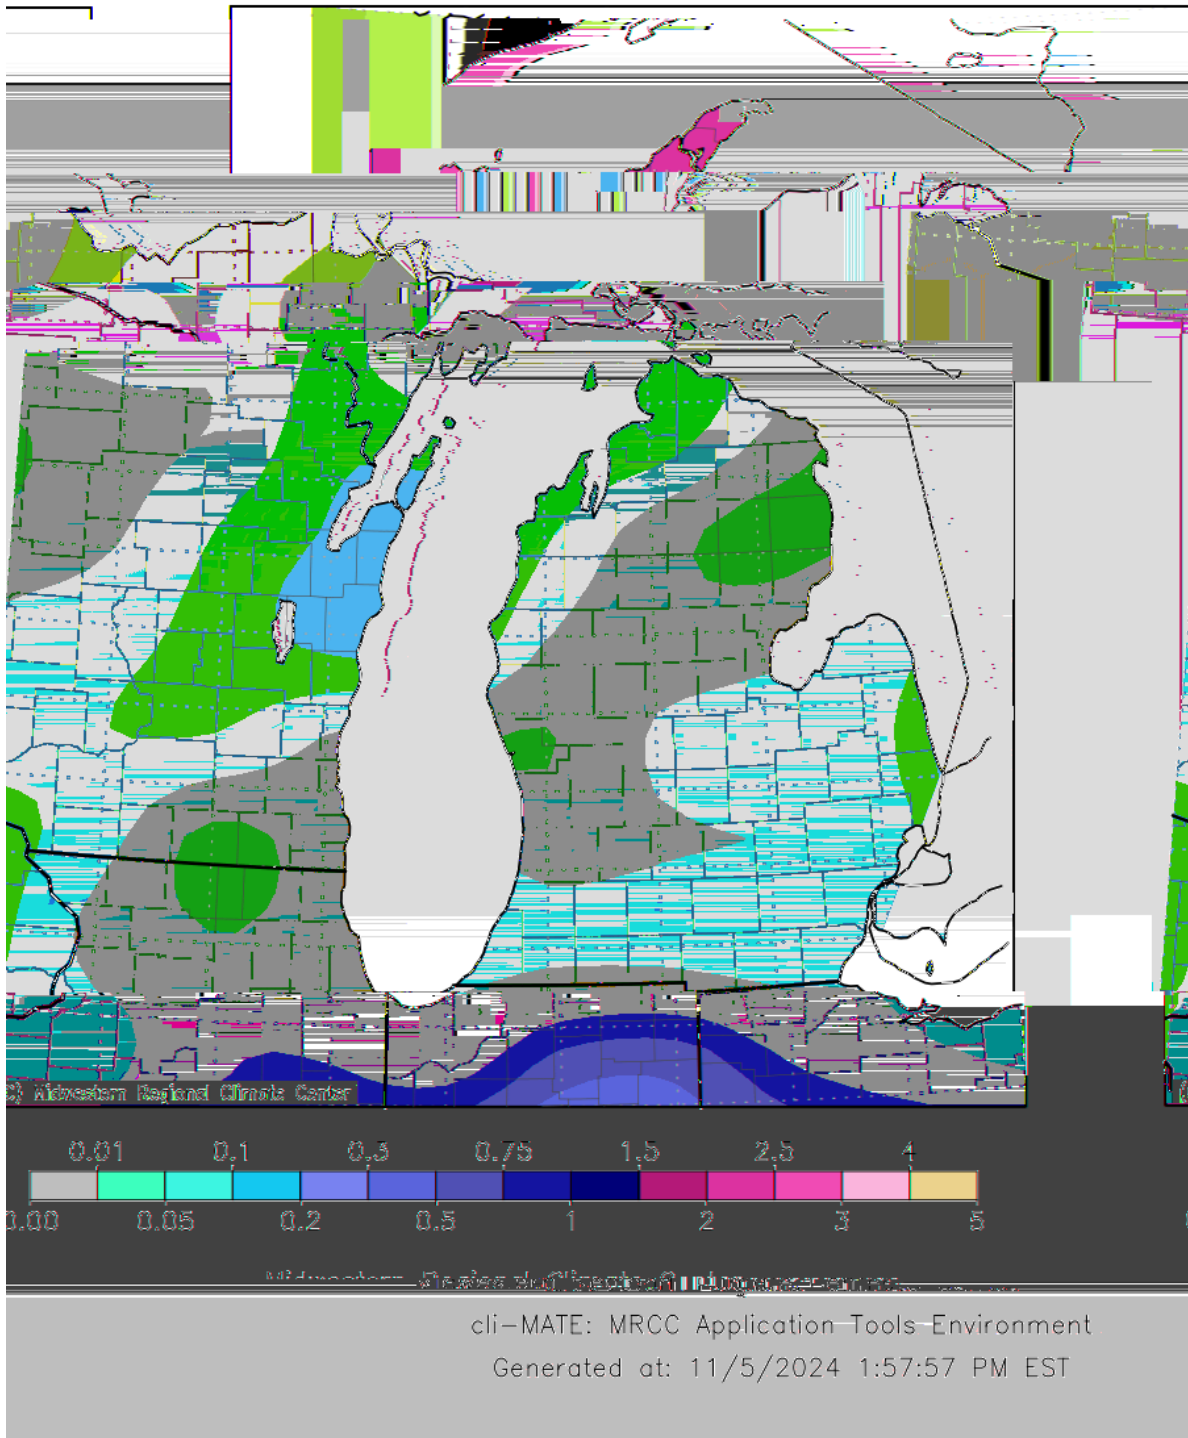 Midwestern Regional Climate Center
0.01 0.1 0.3 0.75 1.5 2.5 4
0.00 0.05 0.2 0.5 1 2 3 5
Midwestern
cli-MATE: MRCC Application Tools Environment
Generated at: 11/5/2024 1:57:57 PM EST